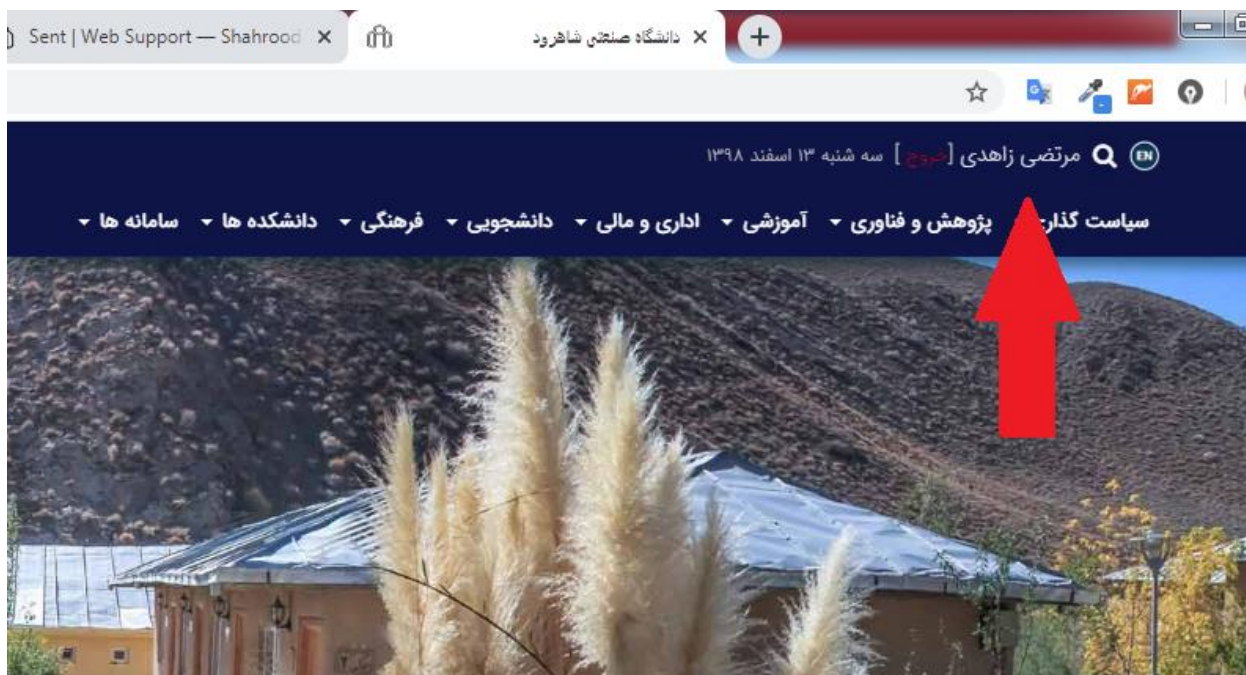 Sent | Web Support — Shahrood
دانشگاه صنعتی شاهرود
EN مرتضی زاهدی [خروج] سه شنبه ۱۳ اسفند ۱۳۹۸
سیاست گذاری پژوهش و فناوری آموزشی اداری و مالی دانشجویی فرهنگی دانشکده ها سامانه ها